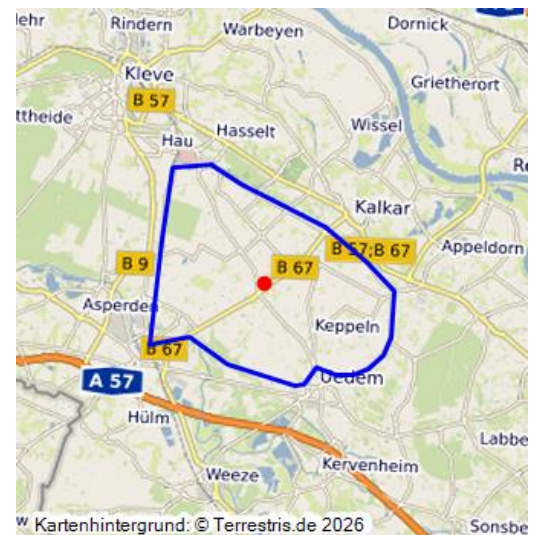 Rindern
Warbeyen
Dornick
Kleve
Grietherort
B 57
ttheide
Hasselt
Wissel
Hau
Kalkar
B 57;B 67
Appeldorn
B 9
B 67
Asperden
Keppeln
B 67
Uedem
A 57
Hülm
Labbe
Kervenheim
Weeze
Kartenhintergrund: © Terrestris.de 2026
Sonsbe